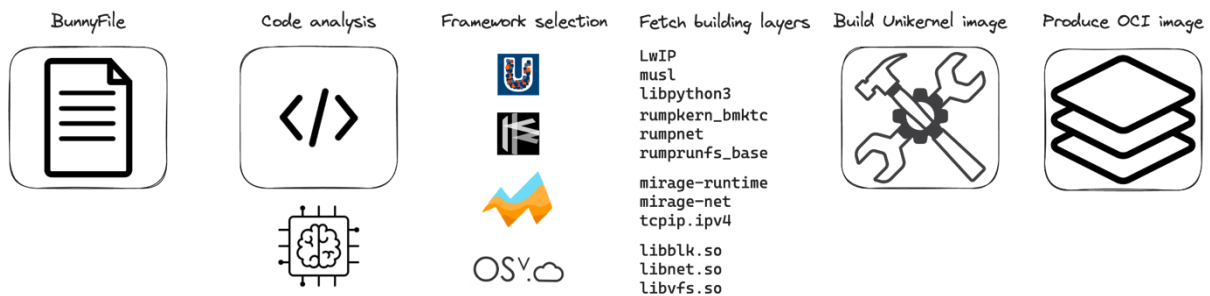 BunnyFile
Code analysis
Framework selection
Fetch building layers
Build Unikernel image
Produce OCI image
LwIP
musl
libpython3
rumpkern_bmktc
rumpnet
rumprunfs_base
mirage-runtime
mirage-net
tcpip.ipv4
OSv
libblk.so
libnet.so
libvfs.so